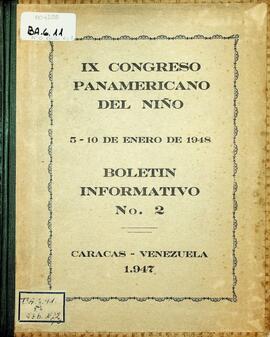 BA.6.11
IX CONGRESO
PANAMERICANO
DEL NIÑO
5-10 DE ENERO DE 1948
BOLETIN
INFORMATIVO
No. 2
CARACAS - VENEZUELA
1.947